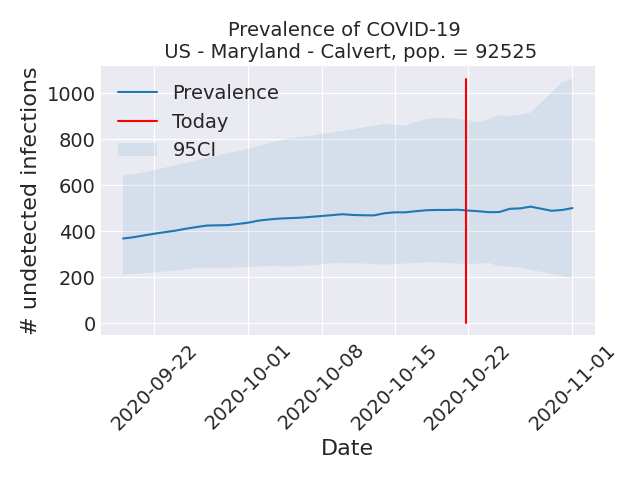 Prevalence of COVID-19
US - Maryland - Calvert, pop. = 92525
# undetected infections
1000
800
600
400
200
0
Prevalence
Today
95CI
2020-09-22
2020-10-01
2020-10-08
2020-10-15
2020-10-22
2020-11-01
Date